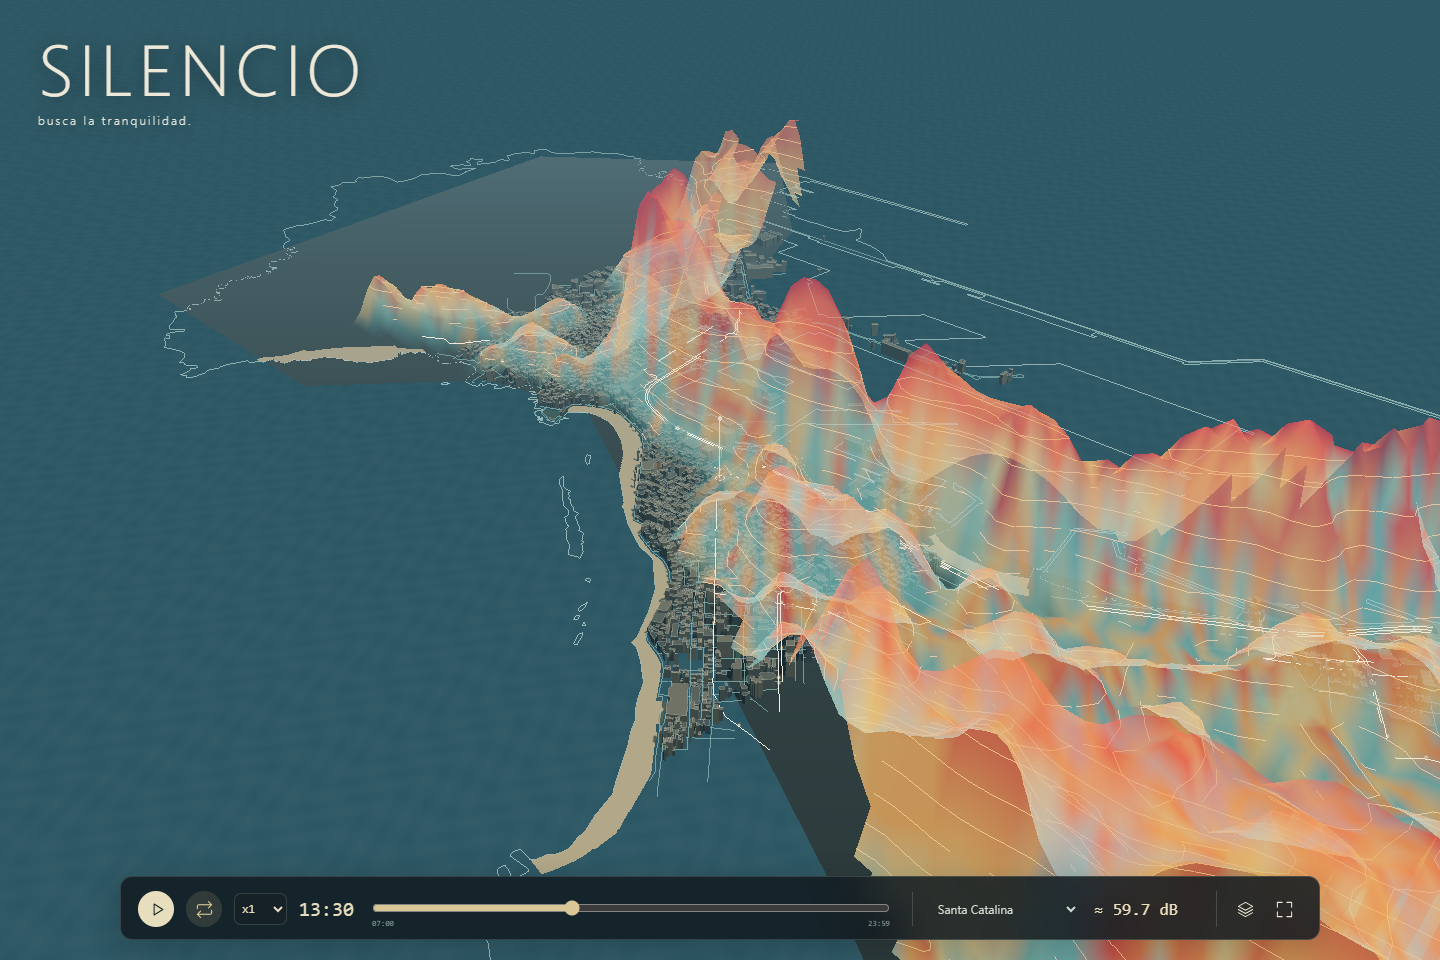 SILENCIO
busca la tranquilidad.
x1
13:30
07:00
23:59
Santa Catalina
≈ 59.7 dB